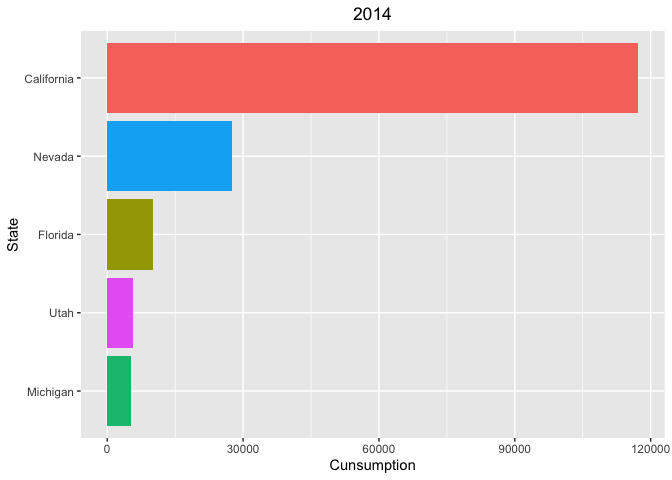 2014
State
California
Nevada
Florida
Utah
Michigan
0 30000 60000 90000 120000
Cunsumption